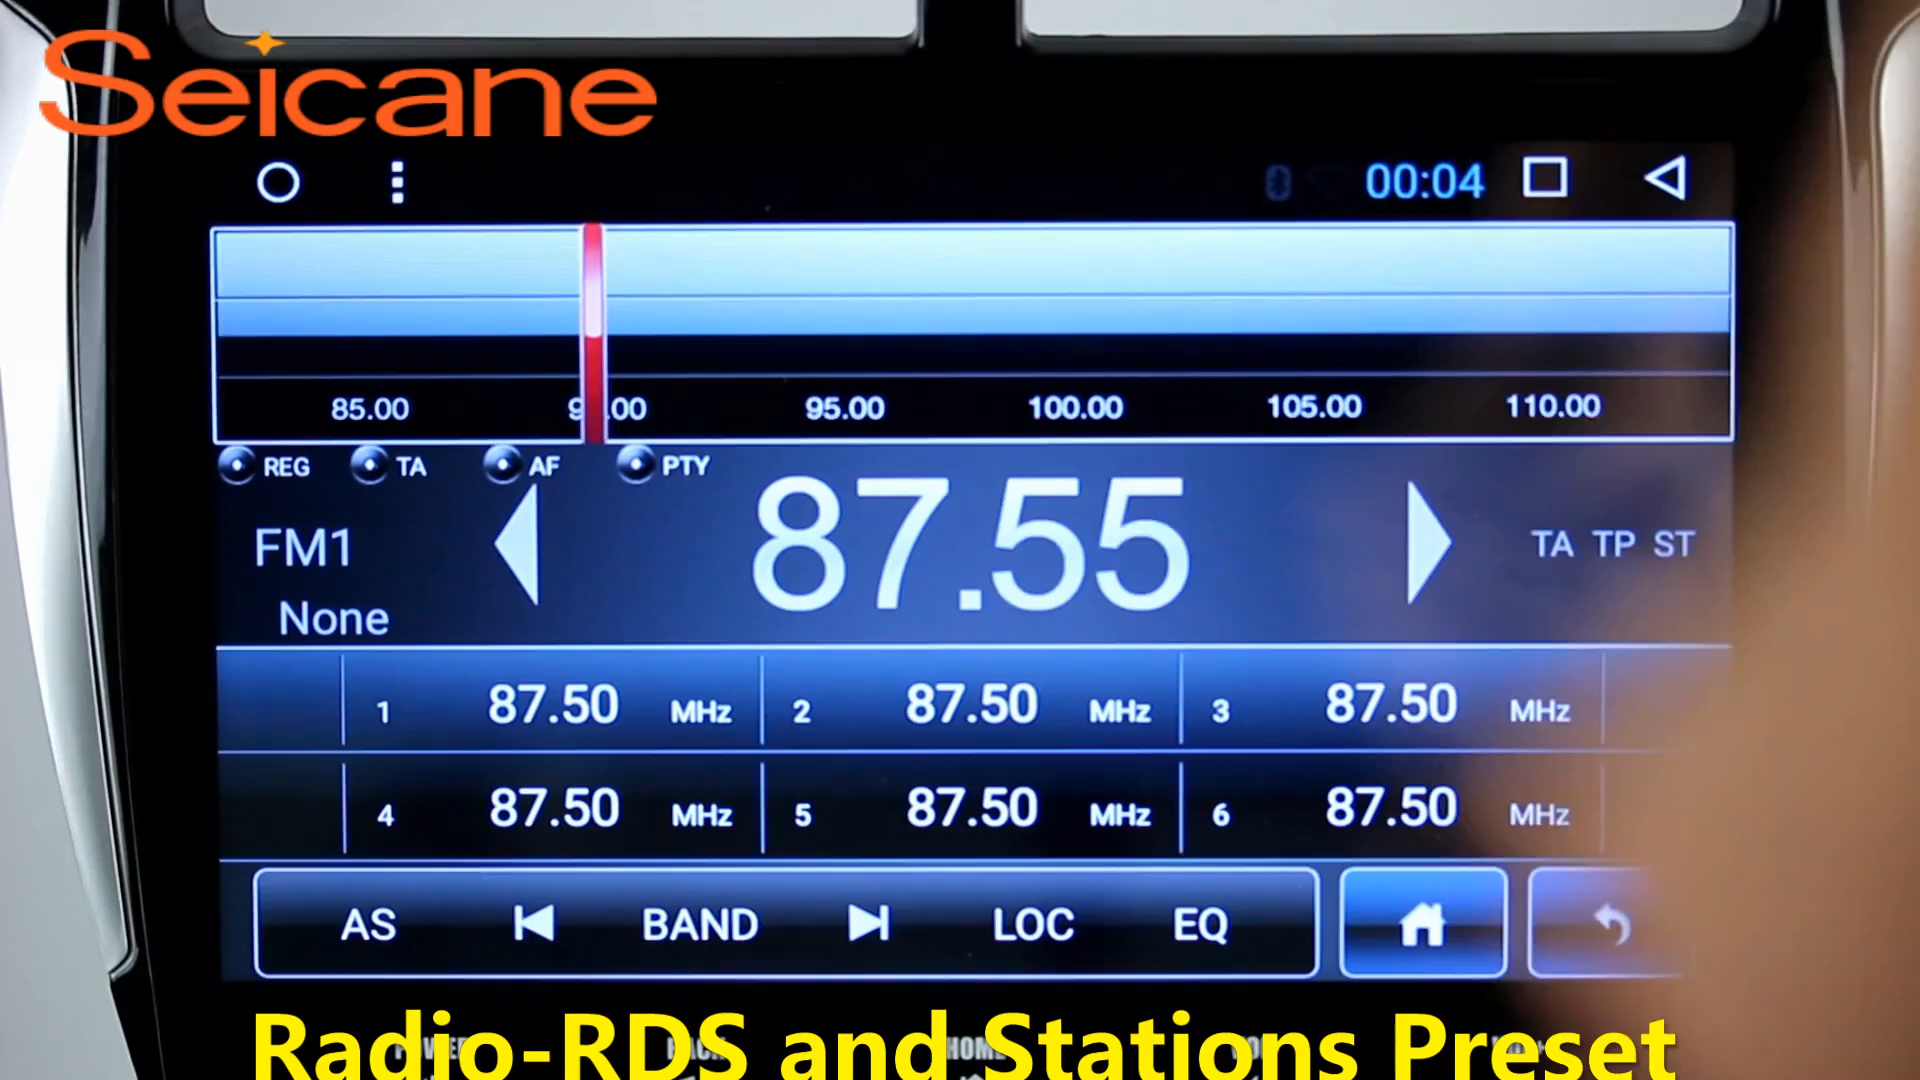 Seicane
00:04
85.00 90.00 95.00 100.00 105.00 110.00
REG TA AF PTY
FM1 87.55 TA TP ST
None
1 87.50 MHz 2 87.50 MHz 3 87.50 MHz
4 87.50 MHz 5 87.50 MHz 6 87.50 MHz
AS BAND LOC EQ
Radio-RDS and Stations Preset